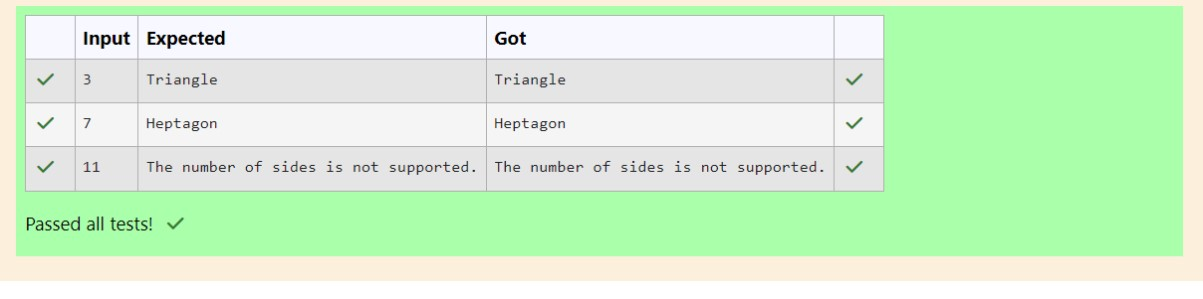 Input Expected Got
3 Triangle Triangle
7 Heptagon Heptagon
11 The number of sides is not supported. The number of sides is not supported.
Passed all tests!